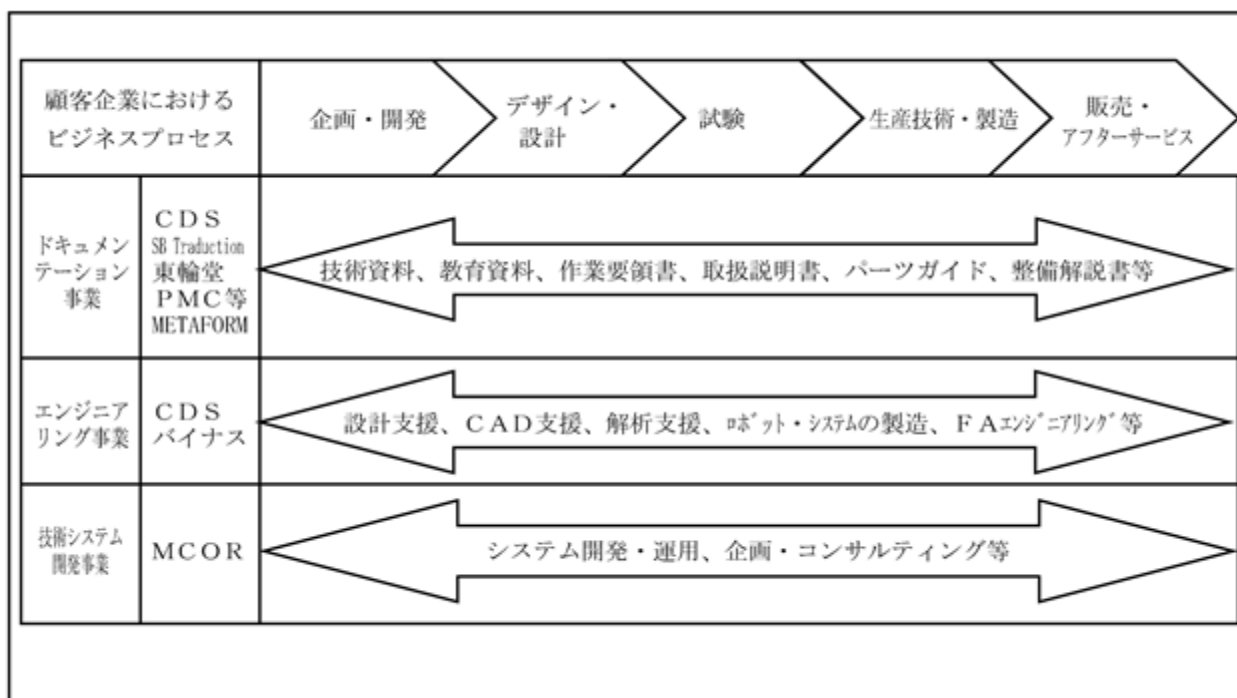 顧客企業における
ビジネスプロセス
企画・開発
デザイン・
設計
試験
生産技術・製造
販売・
アフターサービス
ドキュメン
テーション
事業
ＣＤＳ
SB Traduction
東輪堂
ＰＭＣ等
METAFORM
技術資料、教育資料、作業要領書、取扱説明書、パーツガイド、整備解説書等
エンジニア
リング事業
ＣＤＳ
バイナス
設計支援、ＣＡＤ支援、解析支援、ﾛﾎﾞｯﾄ・ｼｽﾃﾑの製造、ＦＡｴﾝｼﾞﾆｱﾘﾝｸﾞ等
技術システム
開発事業
ＭＣＯＲ
システム開発・運用、企画・コンサルティング等